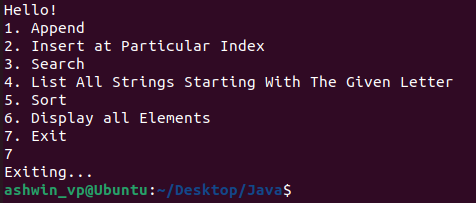 Hello!
1. Append
2. Insert at Particular Index
3. Search
4. List All Strings Starting With The Given Letter
5. Sort
6. Display all Elements
7. Exit
7
Exiting...
ashwin_vp@Ubuntu:~/Desktop/Java$